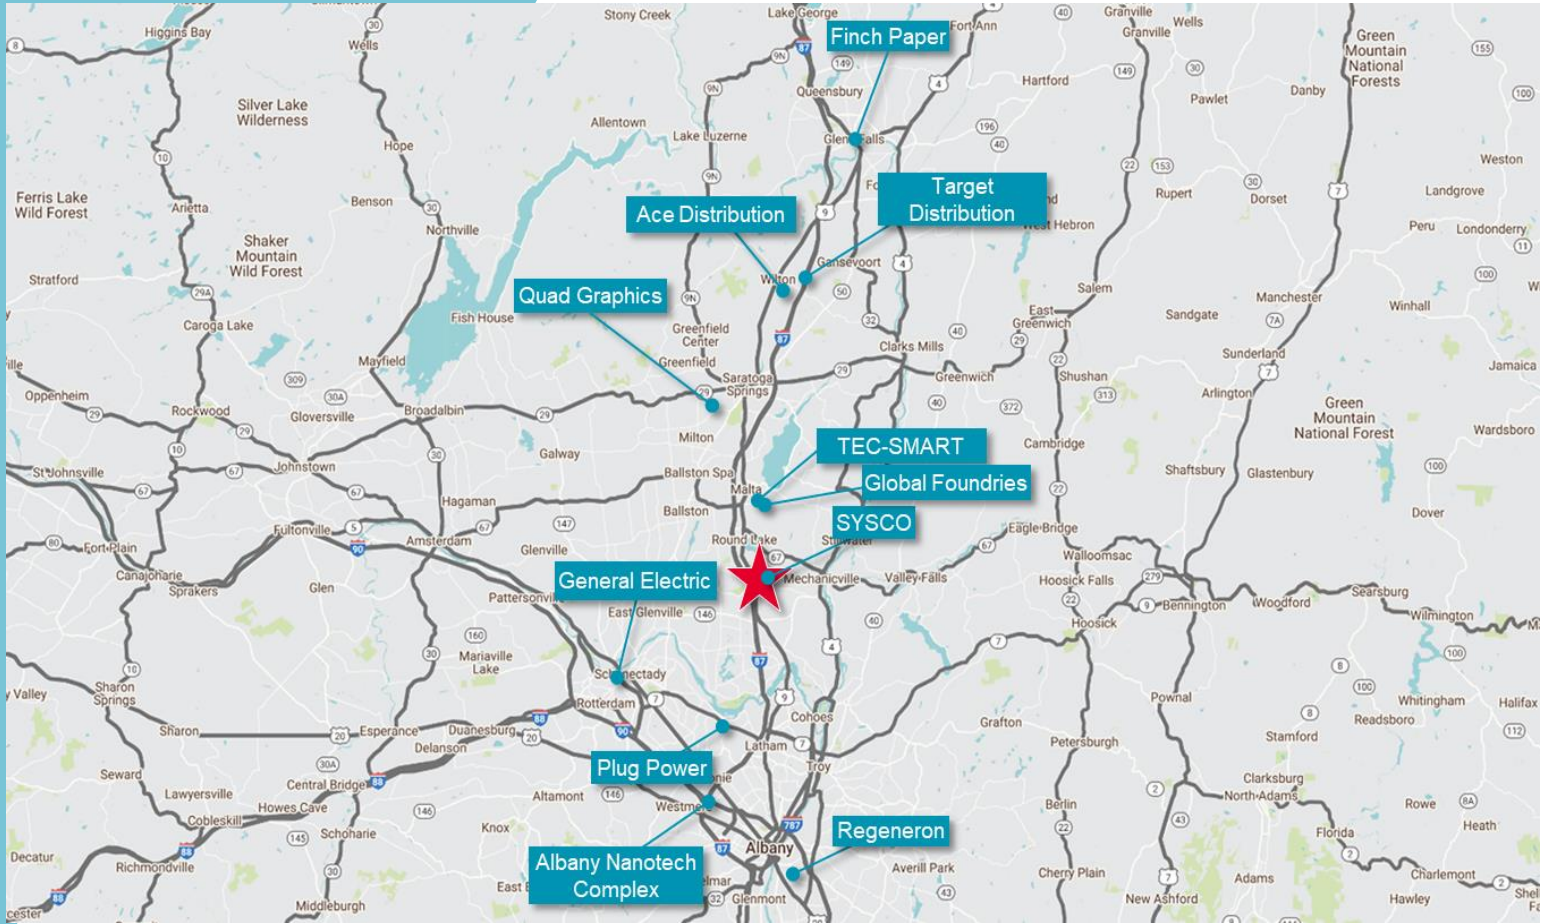 Higgins Bay
Stony Creek
Lake George
Finch Paper
Fort Ann
Granville
Granville
Wells
Wells
Green
Mountain
National
Forests
Silver Lake
Wilderness
Queensbury
Hartford
Pawlet
Danby
Allentown
Lake Luzerne
Hope
Weston
Ferris Lake
Wild Forest
Arietta
Benson
Northville
Ace Distribution
Target
Distribution
Rupert
Dorset
Landgrove
Peru
Londonderry
Shaker
Mountain
Wild Forest
Stratford
Gansevoort
Salem
Manchester
Winhall
Quad Graphics
Caroga Lake
Fish House
Greenfield
Center
East
Greenwich
Sandgate
Mayfield
Greenfield
Clarks Mills
Sunderland
Jamaica
Oppenheim
Rockwood
Gloversville
Broadalbin
Saratoga
Springs
Greenwich
Shushan
Arlington
Green
Mountain
National Forest
Wardsboro
Milton
Galway
TEC-SMART
Cambridge
St Johnsville
Johnstown
Ballston Spa
Malta
Global Foundries
Shaftsbury
Glastenbury
Hagaman
Ballston
SYSCO
Dover
Fultonville
Amsterdam
Glenville
Round Lake
Eagle Bridge
Fort Plain
Walloomsac
Canajoharie
Sprakers
Glen
General Electric
Mechanicville
Valley Falls
Hoosick Falls
Bennington
Woodford
Searsburg
Wilmington
East Glenville
Hoosick
Mariaville
Lake
Sharon
Springs
Rotterdam
Cohoes
Grafton
Pownal
Whitingham
Halifax
Readsboro
Sharon
Esperance
Duanesburg
Delanson
Latham
Troy
Petersburgh
Stamford
Seward
Central Bridge
Plug Power
Clarksburg
North Adams
Lawyersville
Howes Cave
Altamont
Berlin
Rowe
Cobleskill
Schoharie
Knox
Albany
Regeneron
Florida
Heath
Decatur
Richmondville
Albany Nanotech
Complex
Averill Park
Cherry Plain
Adams
Charlemont
Middleburgh
Glenmont
New Ashford
Hawley